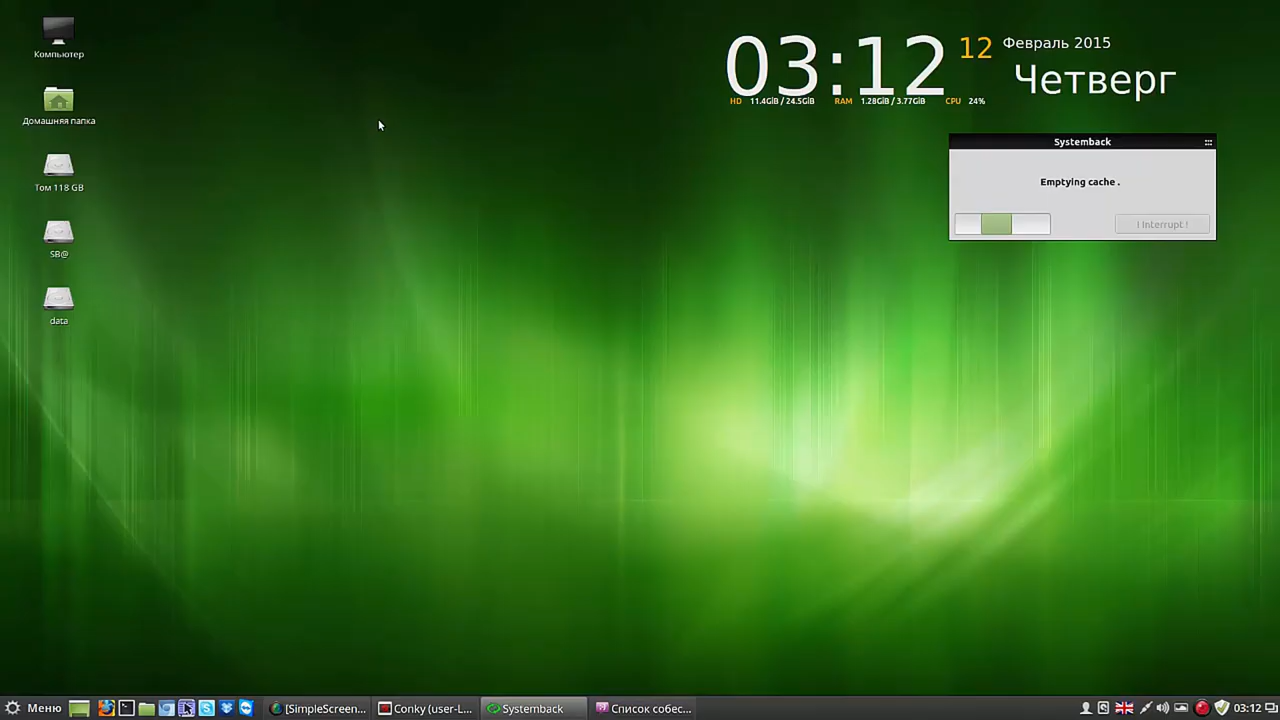 Компьютер
Домашняя папка
Том 118 GB
SB@
data
03:12
12
Февраль 2015
Четверг
HD 11.4GiB / 24.5GiB RAM 1.28GiB / 3.77GiB CPU 24%
Systemback
Emptying cache .
! Interrupt !
Меню
[SimpleScreen...
Conky (user-L...
Systemback
Список собес...
03:12